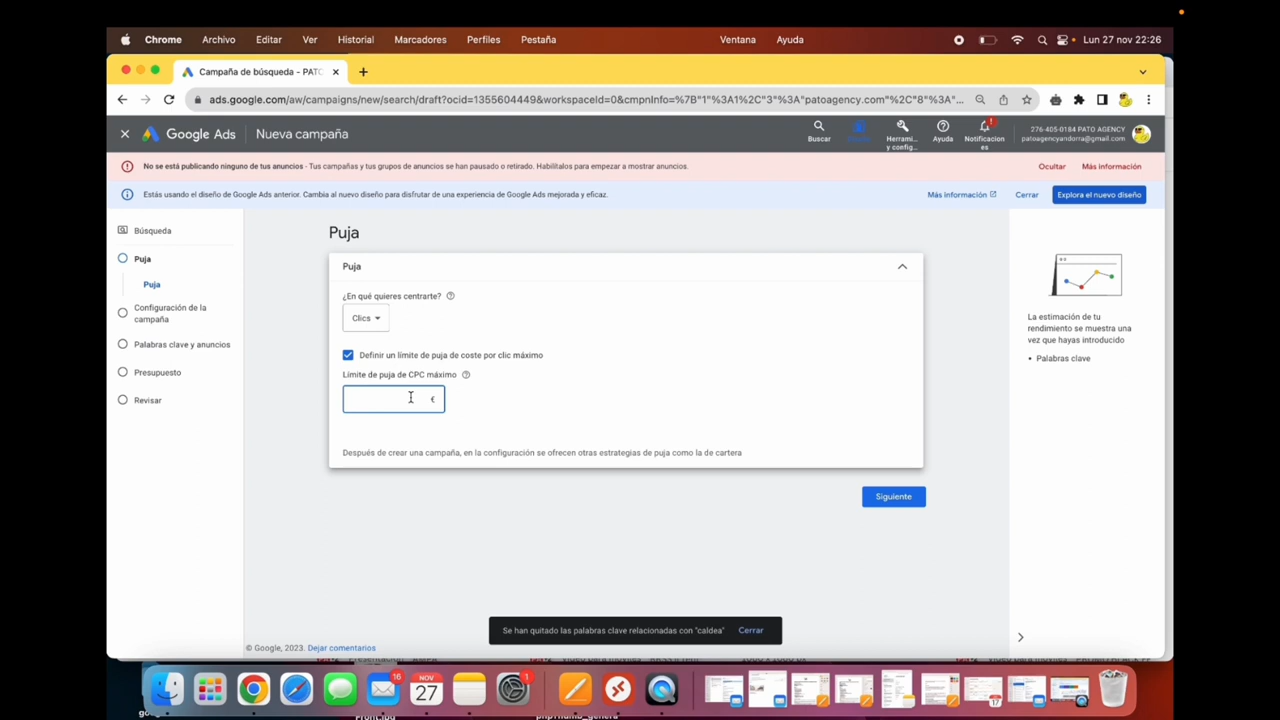 Chrome Archivo Editar Ver Historial Marcadores Perfiles Pestaña Ventana Ayuda Lun 27 nov 22:26
Campaña de búsqueda - PATO
ads.google.com/aw/campaigns/new/search/draft?ocid=1355604449&workspaceId=0&cmpnInfo=%7B"1"%3A1%2C"3"%3A"patoagency.com"%2C"8"%3A"...
Google Ads Nueva campaña
Buscar
Herrami...
y config...
Ayuda
Notificacion
es
276-405-0184 PATO AGENCY
patoagencyandorra@gmail.com
No se está publicando ninguno de tus anuncios - Tus campañas y tus grupos de anuncios se han pausado o retirado. Habilítalos para empezar a mostrar anuncios. Ocultar Más información
Estás usando el diseño de Google Ads anterior. Cambia al nuevo diseño para disfrutar de una experiencia de Google Ads mejorada y eficaz. Más información Cerrar Explora el nuevo diseño
Búsqueda
Puja
Puja
Configuración de la
campaña
Palabras clave y anuncios
Presupuesto
Revisar
Puja
Puja
¿En qué quieres centrarte?
Clics
Definir un límite de puja de coste por clic máximo
Límite de puja de CPC máximo
€
Después de crear una campaña, en la configuración se ofrecen otras estrategias de puja como la de cartera
Siguiente
La estimación de tu
rendimiento se muestra una
vez que hayas introducido
• Palabras clave
Se han quitado las palabras clave relacionadas con "caldea" Cerrar
© Google, 2023. Dejar comentarios
16
NOV
27
1
17